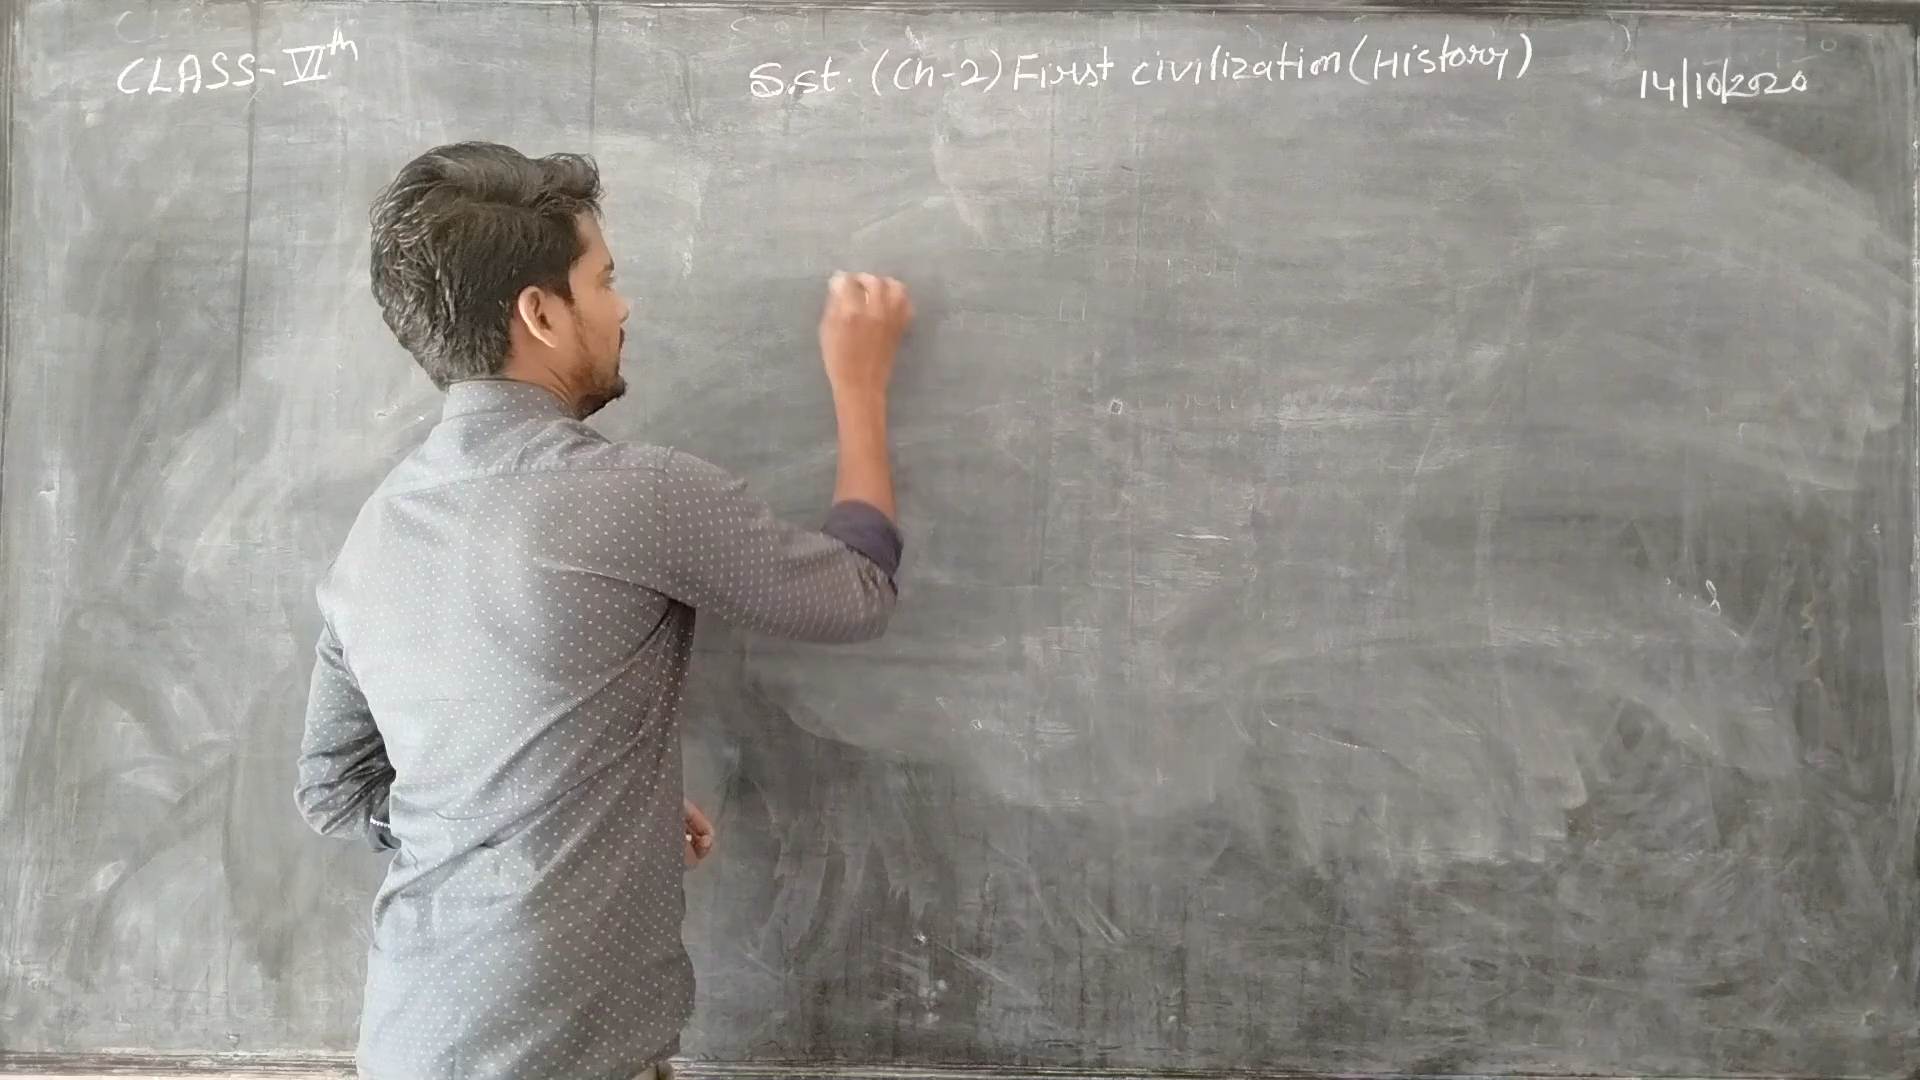 CLASS-VIth
S.st. (Ch-2) First civilization (History)
14/10/2020